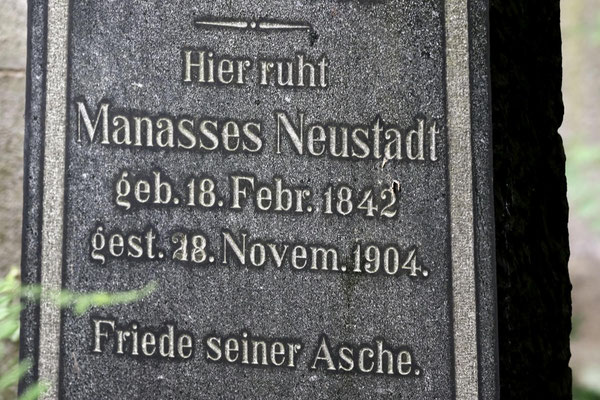 Hier ruht
Manasses Neustadt
geb. 18. Febr. 1842
gest. 28. Novem. 1904.
Friede seiner Asche.